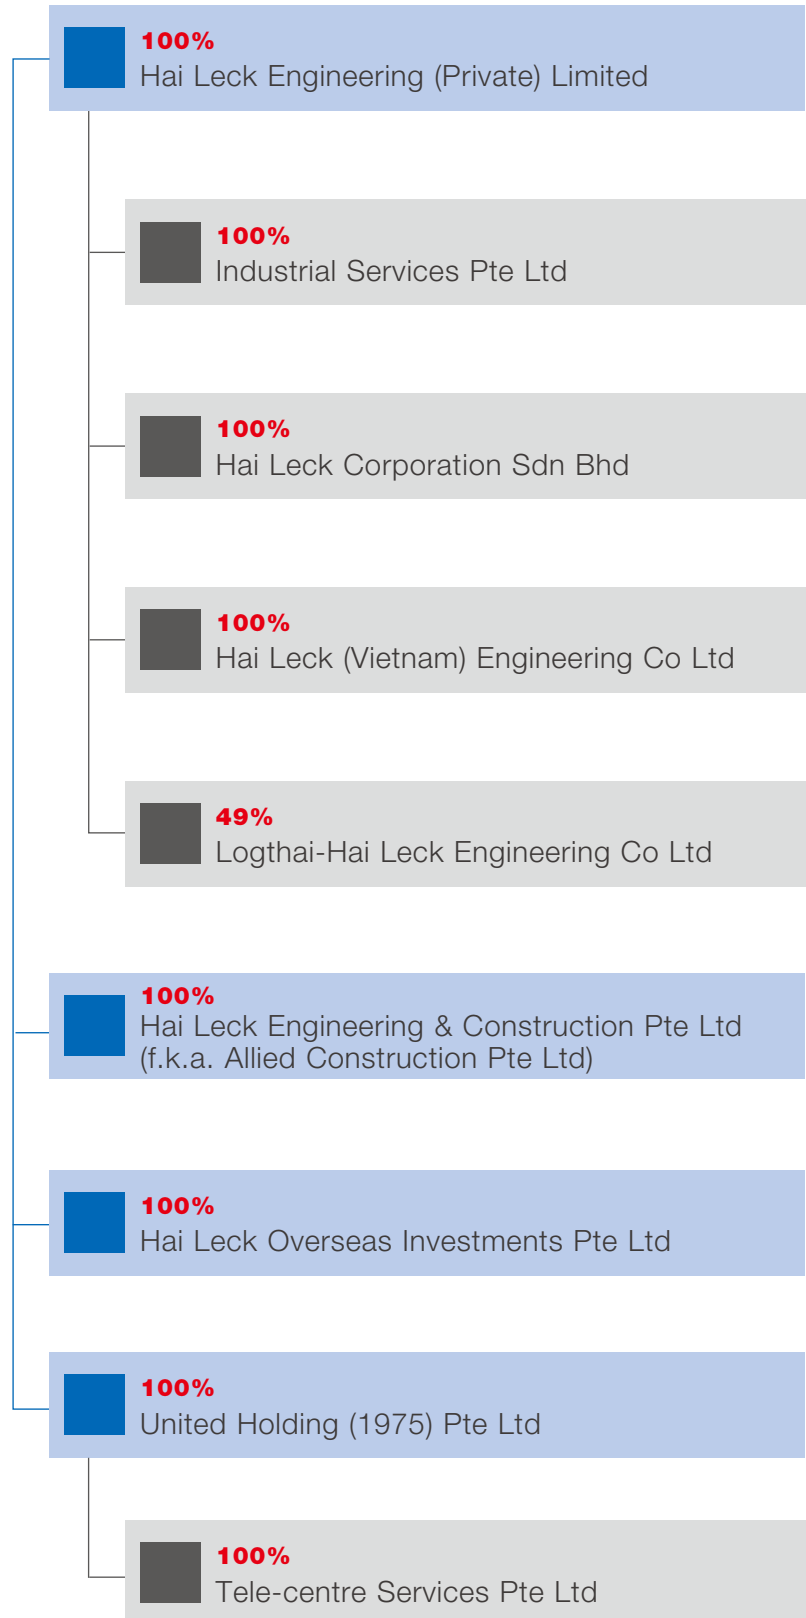 100%
Hai Leck Engineering (Private) Limited
100%
Industrial Services Pte Ltd
100%
Hai Leck Corporation Sdn Bhd
100%
Hai Leck (Vietnam) Engineering Co Ltd
49%
Logthai-Hai Leck Engineering Co Ltd
100%
Hai Leck Engineering & Construction Pte Ltd
(f.k.a. Allied Construction Pte Ltd)
100%
Hai Leck Overseas Investments Pte Ltd
100%
United Holding (1975) Pte Ltd
100%
Tele-centre Services Pte Ltd